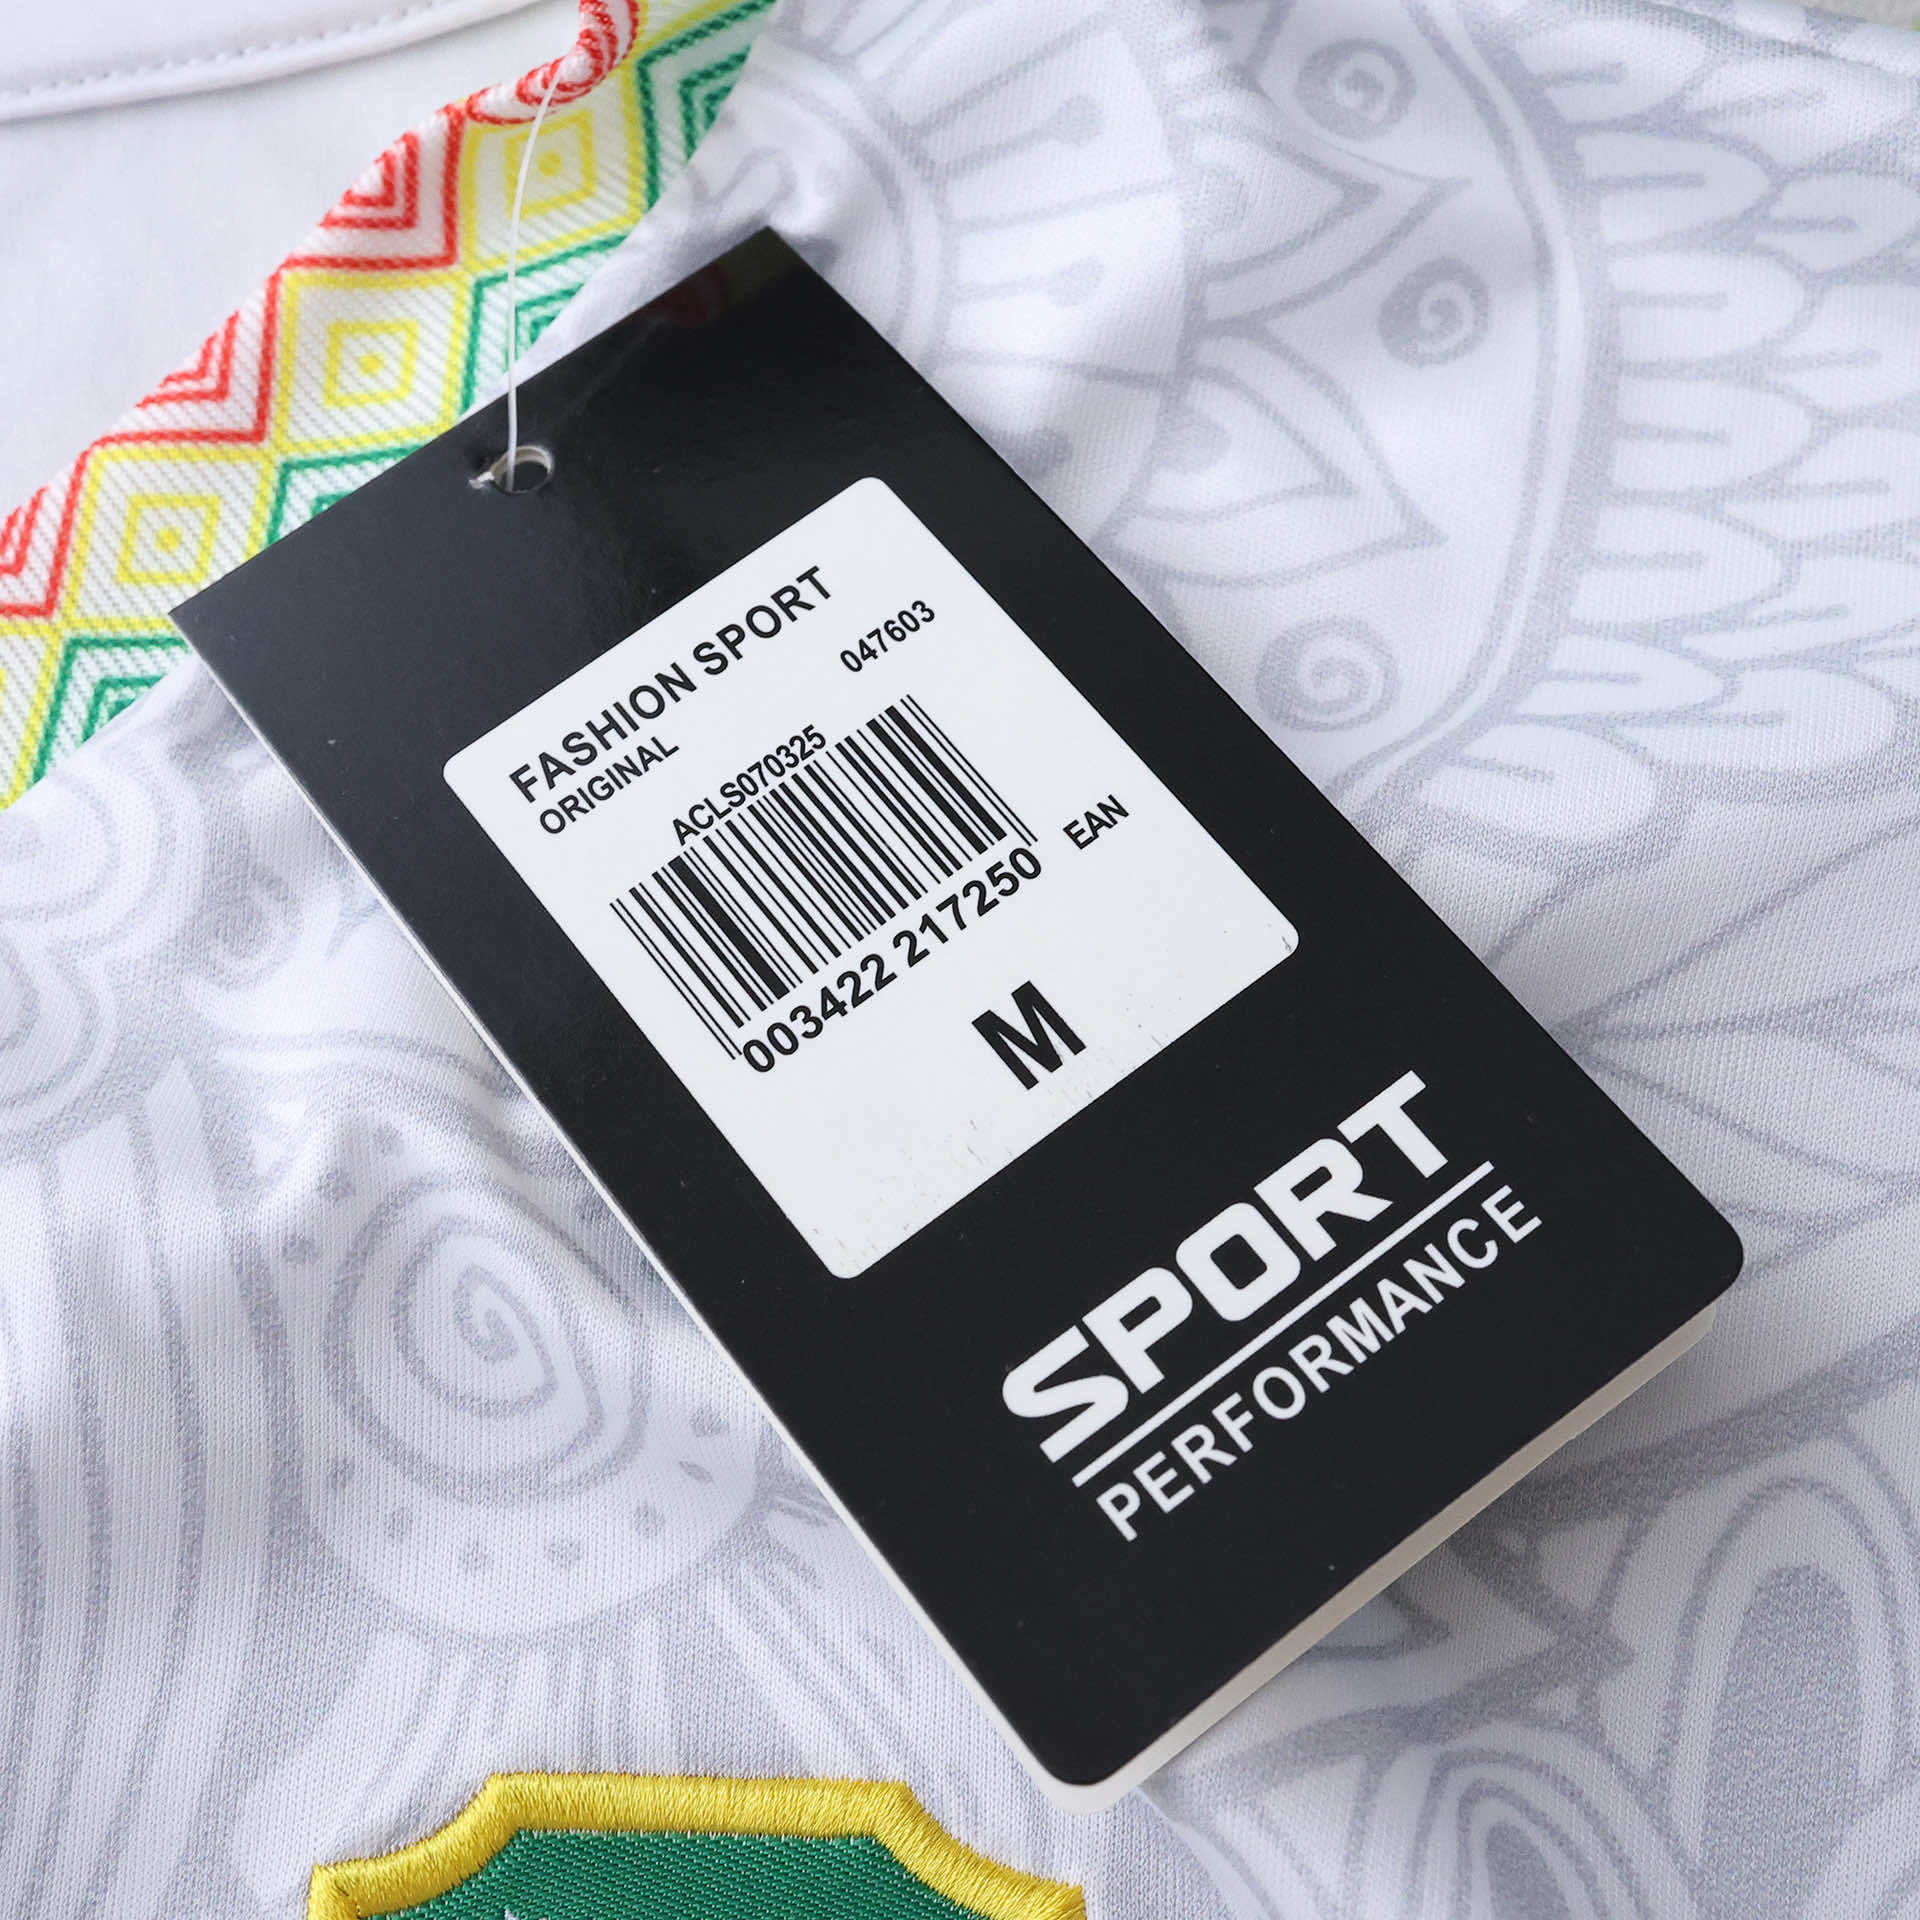 FASHION SPORT
ORIGINAL
047603
ACLS070325
EAN
003422 217250
M
SPORT
PERFORMANCE